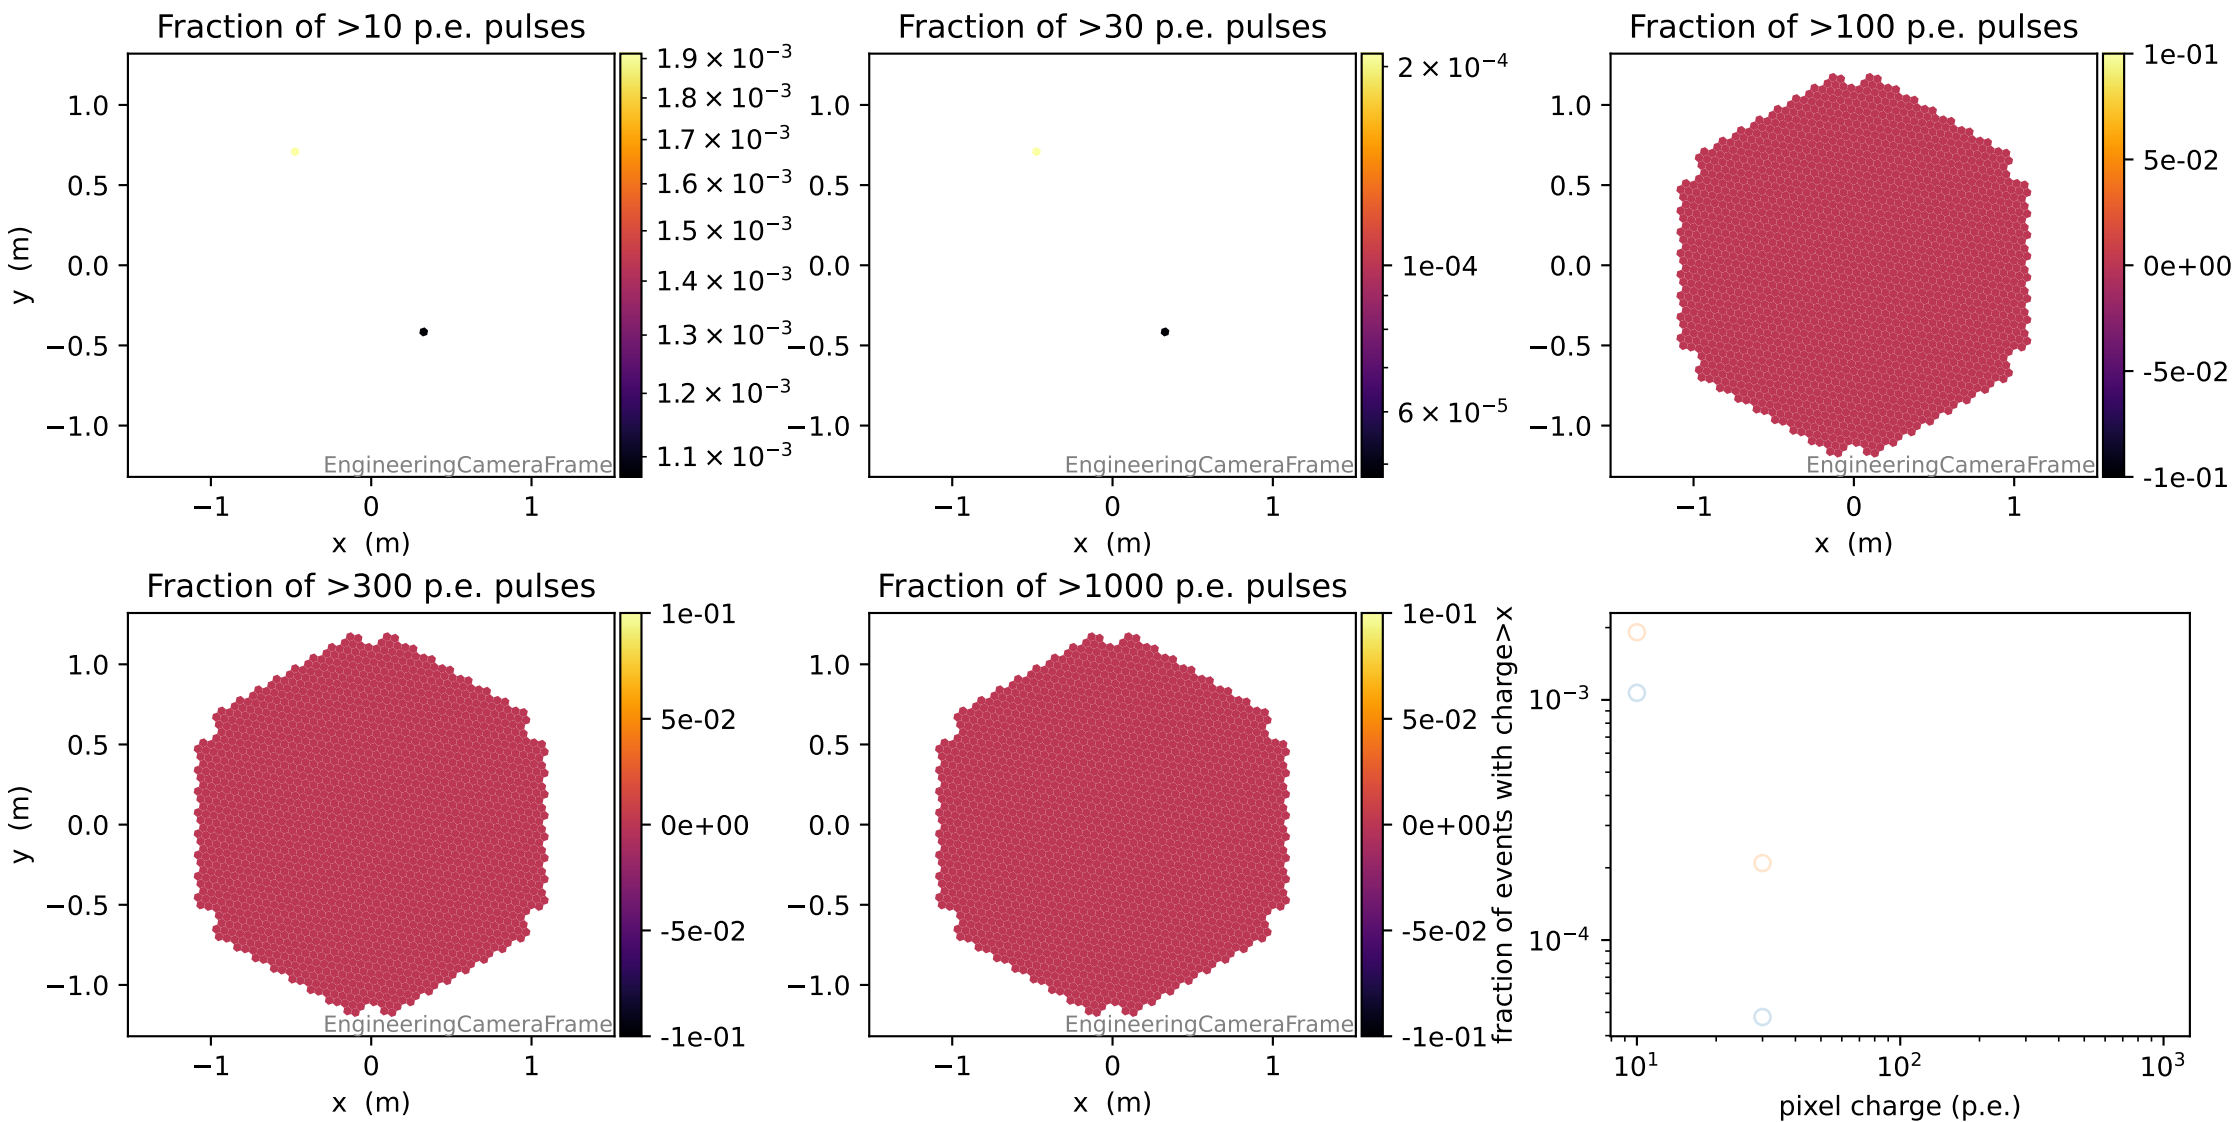 Fraction of >10 p.e. pulses
Fraction of >30 p.e. pulses
Fraction of >100 p.e. pulses
y (m)
1.0
0.5
0.0
−0.5
−1.0
−1
0
1
x (m)
EngineeringCameraFrame
1.9 × 10⁻³
1.8 × 10⁻³
1.7 × 10⁻³
1.6 × 10⁻³
1.5 × 10⁻³
1.4 × 10⁻³
1.3 × 10⁻³
1.2 × 10⁻³
1.1 × 10⁻³
1.0
0.5
0.0
−0.5
−1.0
−1
0
1
x (m)
EngineeringCameraFrame
2 × 10⁻⁴
1e-04
6 × 10⁻⁵
1.0
0.5
0.0
−0.5
−1.0
−1
0
1
x (m)
EngineeringCameraFrame
1e-01
5e-02
0e+00
-5e-02
-1e-01
Fraction of >300 p.e. pulses
Fraction of >1000 p.e. pulses
y (m)
1.0
0.5
0.0
−0.5
−1.0
−1
0
1
x (m)
EngineeringCameraFrame
1e-01
5e-02
0e+00
-5e-02
-1e-01
1.0
0.5
0.0
−0.5
−1.0
−1
0
1
x (m)
EngineeringCameraFrame
1e-01
5e-02
0e+00
-5e-02
-1e-01
fraction of events with charge>x
10⁻³
10⁻⁴
10¹
10²
10³
pixel charge (p.e.)